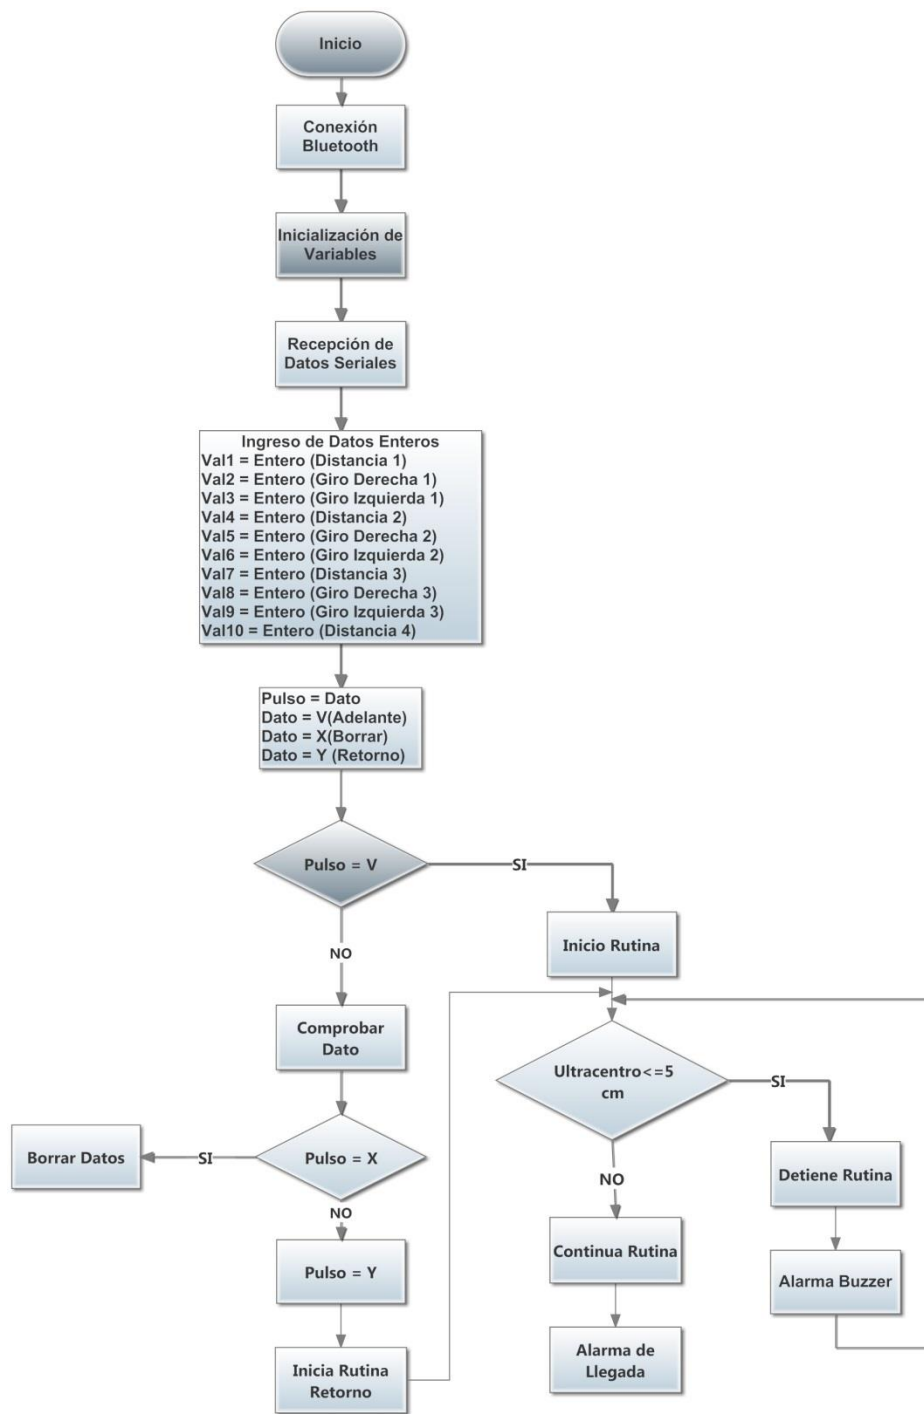 Inicio
Conexión
Bluetooth
Inicialización de
Variables
Recepción de
Datos Seriales
Ingreso de Datos Enteros
Val1 = Entero (Distancia 1)
Val2 = Entero (Giro Derecha 1)
Val3 = Entero (Giro Izquierda 1)
Val4 = Entero (Distancia 2)
Val5 = Entero (Giro Derecha 2)
Val6 = Entero (Giro Izquierda 2)
Val7 = Entero (Distancia 3)
Val8 = Entero (Giro Derecha 3)
Val9 = Entero (Giro Izquierda 3)
Val10 = Entero (Distancia 4)
Pulso = Dato
Dato = V(Adelante)
Dato = X(Borrar)
Dato = Y (Retorno)
Pulso = V
SI
NO
Inicio Rutina
Comprobar
Dato
Ultracentro<=5
cm
SI
Pulso = X
SI
Borrar Datos
NO
NO
Detiene Rutina
Pulso = Y
Continua Rutina
Alarma Buzzer
Inicia Rutina
Retorno
Alarma de
Llegada